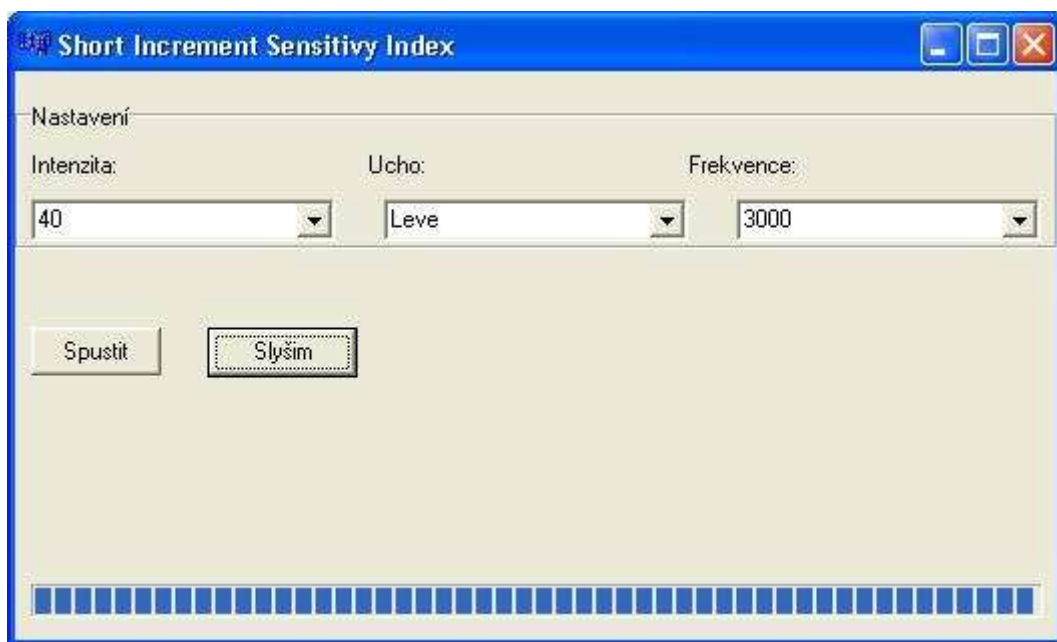 Short Increment Sensitivy Index
Nastavení
Intenzita: Ucho: Frekvence:
40 Leve 3000
Spustit Slyšim